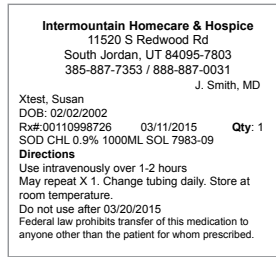 Intermountain Homecare & Hospice
11520 S Redwood Rd
South Jordan, UT 84095-7803
385-887-7353 / 888-887-0031
J. Smith, MD
Xtest, Susan
DOB: 02/02/2002
Rx#:00110998726 03/11/2015 Qty: 1
SOD CHL 0.9% 1000ML SOL 7983-09
Directions
Use intravenously over 1-2 hours
May repeat X 1. Change tubing daily. Store at
room temperature.
Do not use after 03/20/2015
Federal law prohibits transfer of this medication to
anyone other than the patient for whom prescribed.